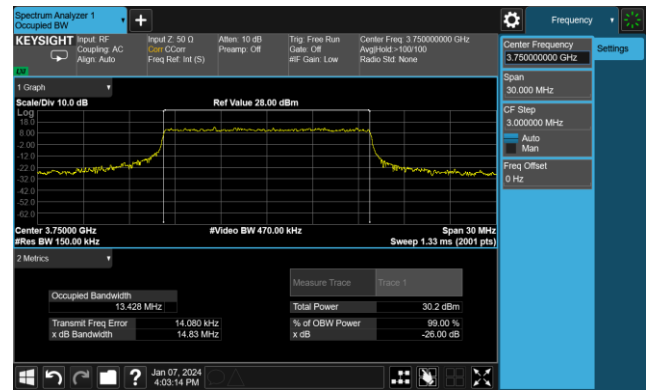 Spectrum Analyzer 1
Occupied BW
Frequency
KEYSIGHT
Input: RF
Coupling: AC
Align: Auto
Input Z: 50 Ω
Corr CCorr
Freq Ref: Int (S)
Atten: 10 dB
Preamp: Off
Trig: Free Run
Gate: Off
#IF Gain: Low
Center Freq: 3.750000000 GHz
Avg|Hold:>100/100
Radio Std: None
Center Frequency
3.750000000 GHz
Settings
Span
30.000 MHz
CF Step
3.000000 MHz
Auto
Man
Freq Offset
0 Hz
1 Graph
Scale/Div 10.0 dB
Ref Value 28.00 dBm
Log
18.0
8.00
-2.00
-12.0
-22.0
-32.0
-42.0
-52.0
-62.0
Center 3.75000 GHz
#Video BW 470.00 kHz
Span 30 MHz
#Res BW 150.00 kHz
Sweep 1.33 ms (2001 pts)
2 Metrics
Measure Trace
Trace 1
Occupied Bandwidth
13.428 MHz
Total Power
30.2 dBm
Transmit Freq Error
14.080 kHz
% of OBW Power
99.00 %
x dB Bandwidth
14.83 MHz
x dB
-26.00 dB
?
Jan 07, 2024
4:03:14 PM